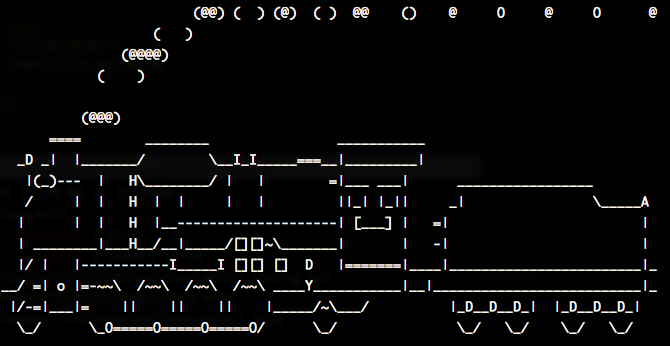 (@@) (  ) (@)  ( )  @@    ()    @     O     @     O      @
                   (   )
               (@@@@)
            (    )

          (@@@)
      ====        ________                ___________
  _D _|  |_______/        \__I_I_____===__|_________|
   |(_)---  |   H\________/ |   |        =|___ ___|      _________________
   /     |  |   H  |  |     |   |         ||_| |_||     _|                \_____A
  |      |  |   H  |__--------------------| [___] |   =|                        |
  | ________|___H__/__|_____/[][]~\_______|       |   -|                        |
  |/ |   |-----------I_____I [][] []  D   |=======|____|________________________|_
__/ =| o |=-~~\  /~~\  /~~\  /~~\ ____Y___________|__|__________________________|_
 |/-=|___|=    ||    ||    ||    |_____/~\___/          |_D__D__D_|  |_D__D__D_|
  \_/      \_O=====O=====O=====O/      \_/               \_/   \_/    \_/   \_/